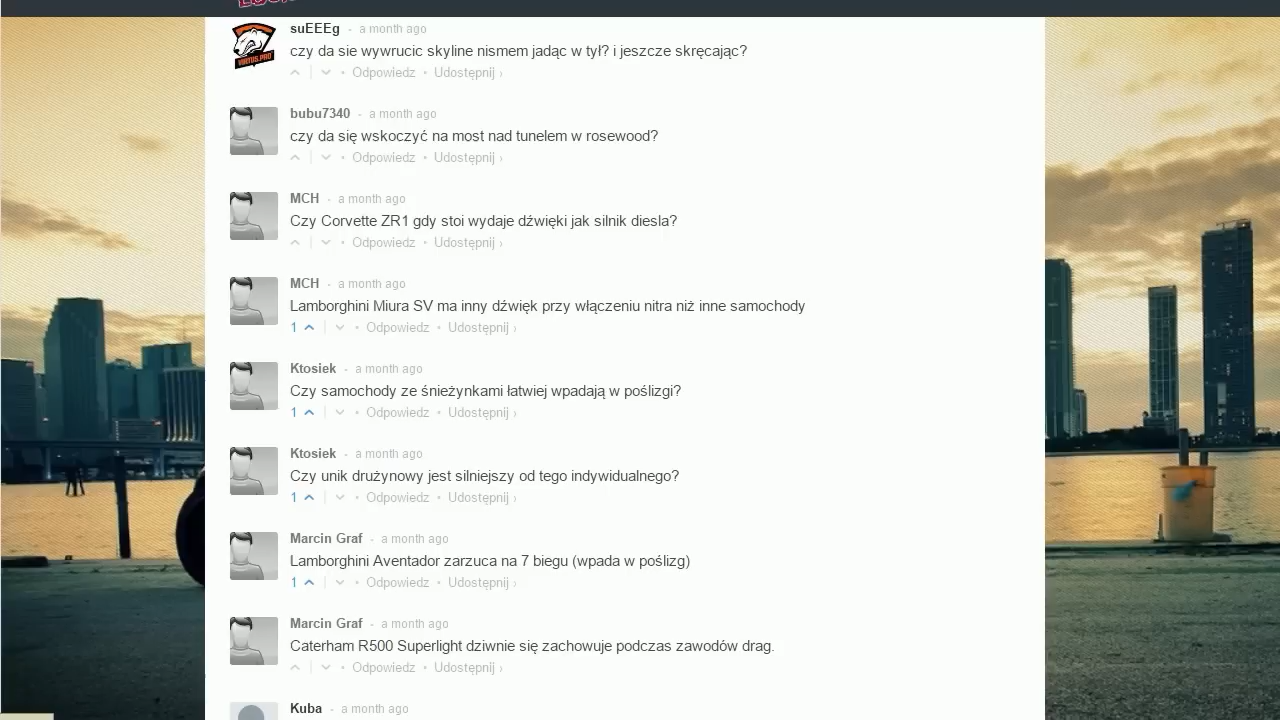 suEEEg - a month ago
czy da sie wywrucic skyline nismem jadąc w tył? i jeszcze skręcając?
Odpowiedz • Udostępnij ›
VIRTUS.PRO
bubu7340 - a month ago
czy da się wskoczyć na most nad tunelem w rosewood?
Odpowiedz • Udostępnij ›
MCH - a month ago
Czy Corvette ZR1 gdy stoi wydaje dźwięki jak silnik diesla?
Odpowiedz • Udostępnij ›
MCH - a month ago
Lamborghini Miura SV ma inny dźwięk przy włączeniu nitra niż inne samochody
1 • Odpowiedz • Udostępnij ›
Ktosiek - a month ago
Czy samochody ze śnieżynkami łatwiej wpadają w poślizgi?
1 • Odpowiedz • Udostępnij ›
Ktosiek - a month ago
Czy unik drużynowy jest silniejszy od tego indywidualnego?
1 • Odpowiedz • Udostępnij ›
Marcin Graf - a month ago
Lamborghini Aventador zarzuca na 7 biegu (wpada w poślizg)
1 • Odpowiedz • Udostępnij ›
Marcin Graf - a month ago
Caterham R500 Superlight dziwnie się zachowuje podczas zawodów drag.
Odpowiedz • Udostępnij ›
Kuba - a month ago